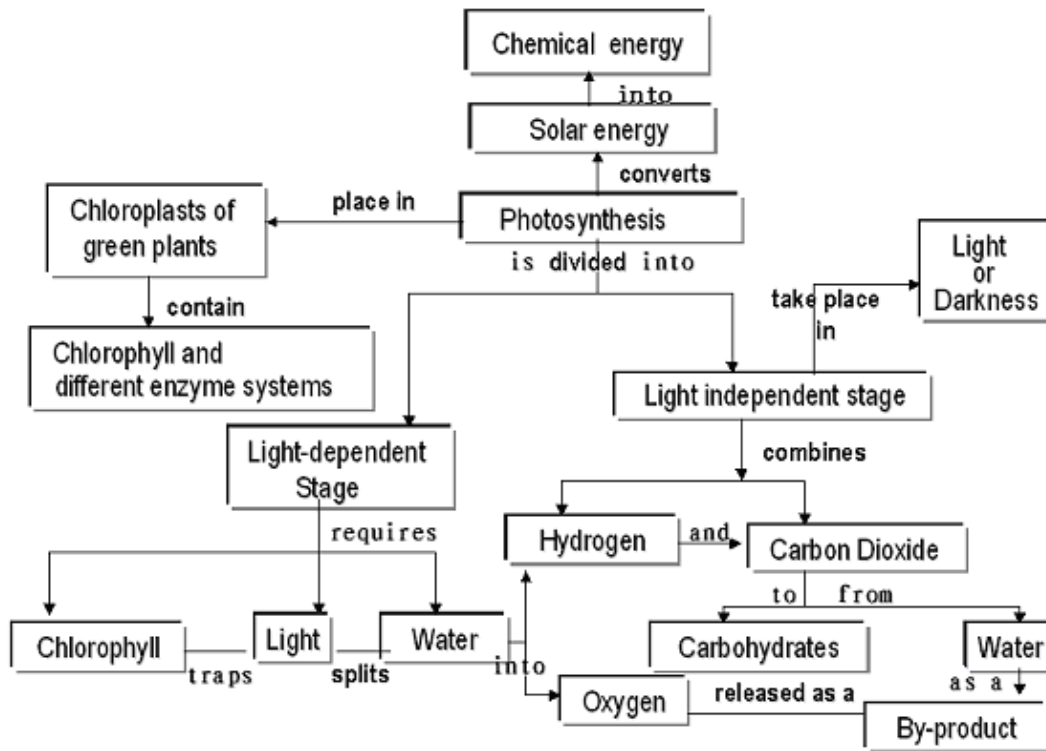 Chemical energy
into
Solar energy
converts
Chloroplasts of
green plants
place in
Photosynthesis
is divided into
Light
or
Darkness
take place
in
contain
Chlorophyll and
different enzyme systems
Light independent stage
Light-dependent
Stage
combines
requires
Hydrogen
and
Carbon Dioxide
to from
Chlorophyll
traps
Light
splits
Water
into
Carbohydrates
Water
as a
Oxygen
released as a
By-product